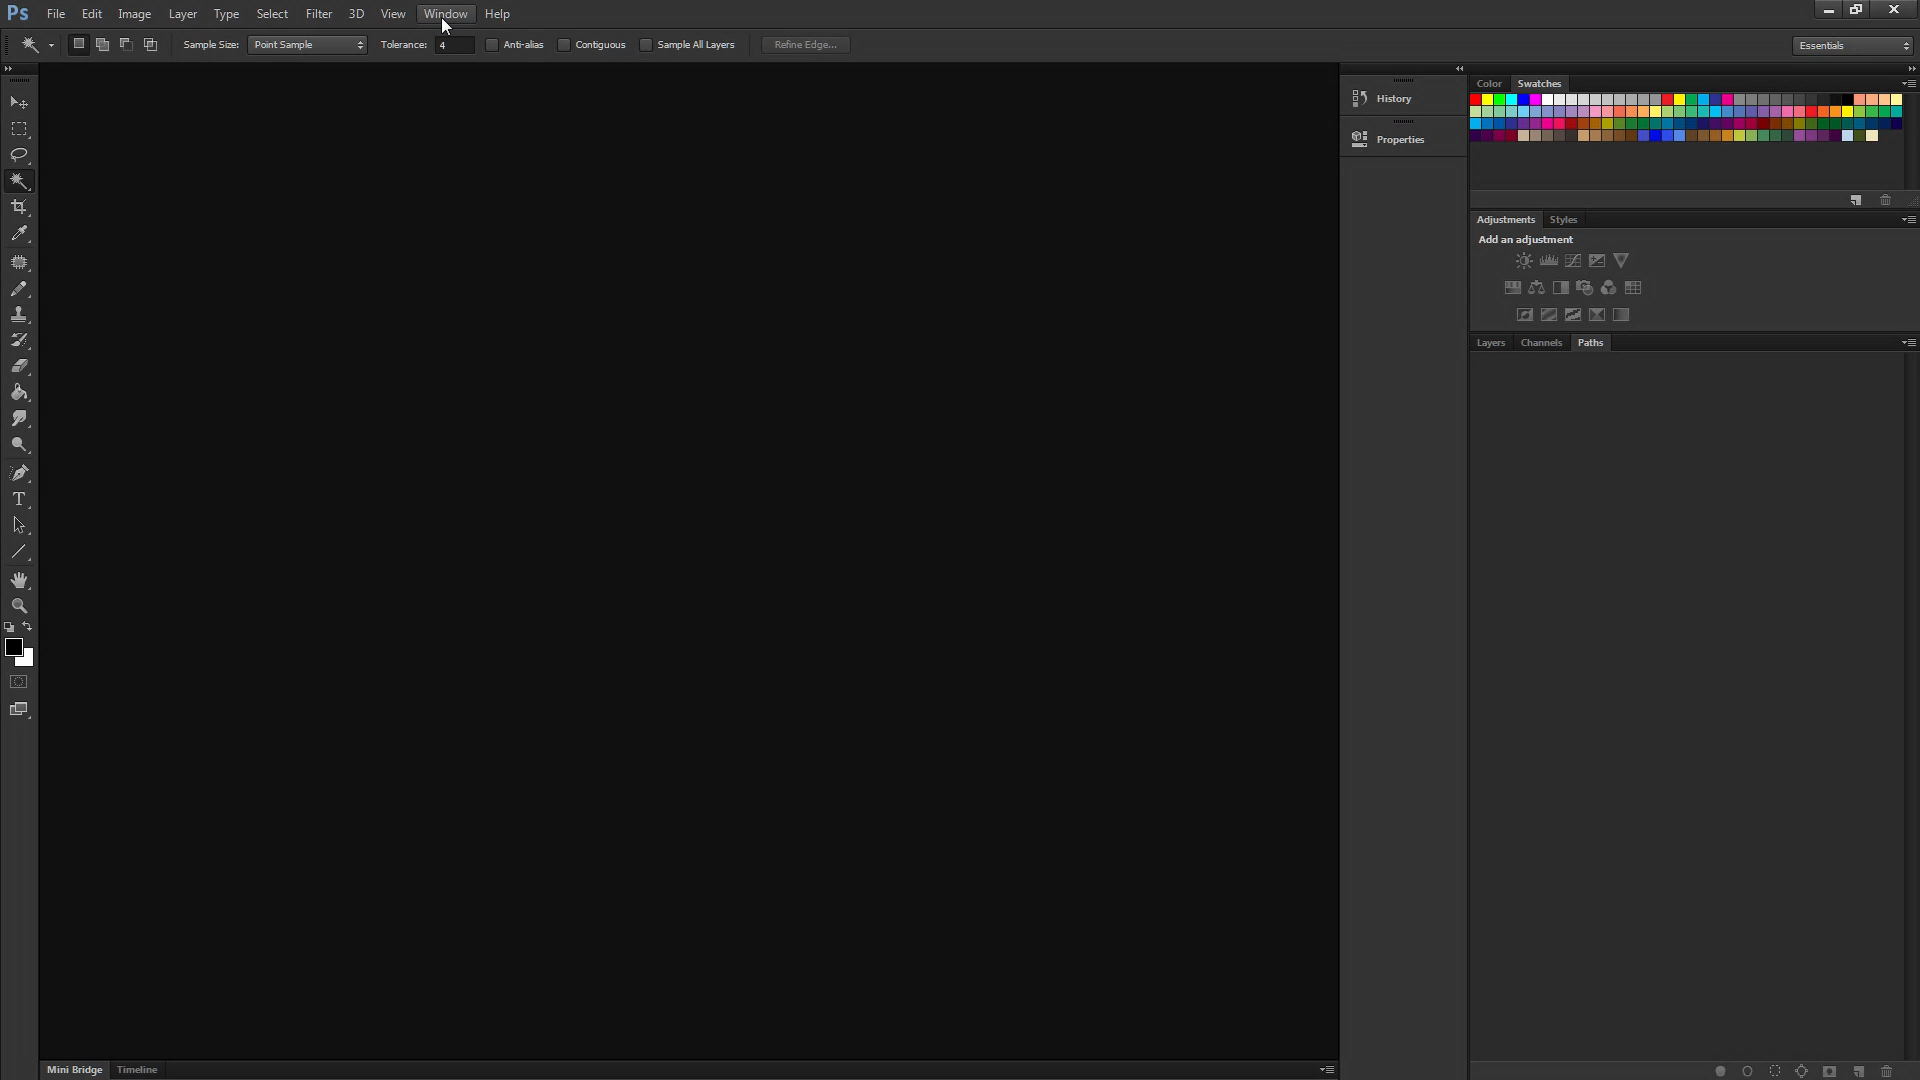 Ps File Edit Image Layer Type Select Filter 3D View Window Help
Sample Size: Point Sample Tolerance: 4 Anti-alias Contiguous Sample All Layers Refine Edge... Essentials
History
Properties
Color Swatches
Adjustments Styles
Add an adjustment
Layers Channels Paths
T
Mini Bridge Timeline